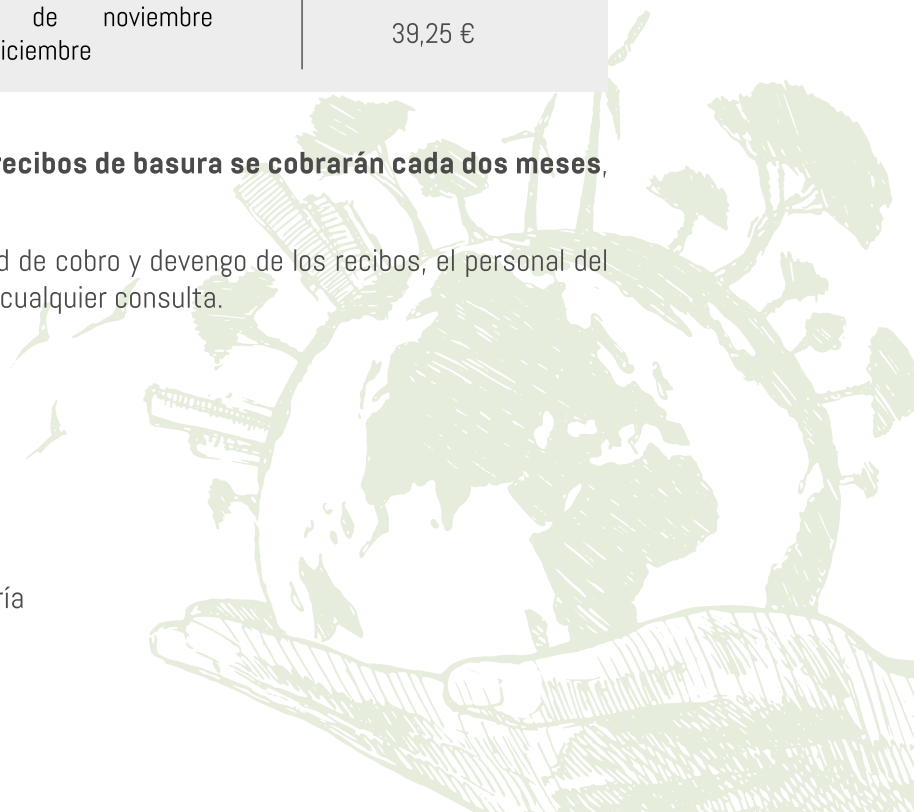 de noviembre
iciembre
39,25 €
recibos de basura se cobrarán cada dos meses,
d de cobro y devengo de los recibos, el personal del
cualquier consulta.
ría